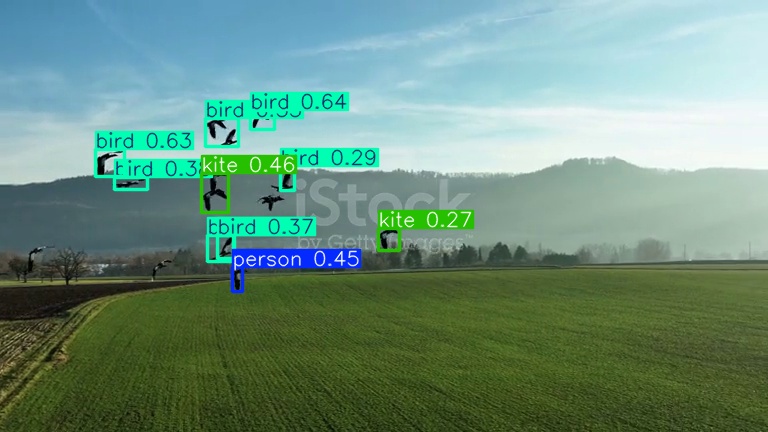 bird 0.64
bird
bird 0.63
bird 0.3
kite 0.46
bird 0.29
iStock
by Getty Images™
kite 0.27
bird 0.37
person 0.45